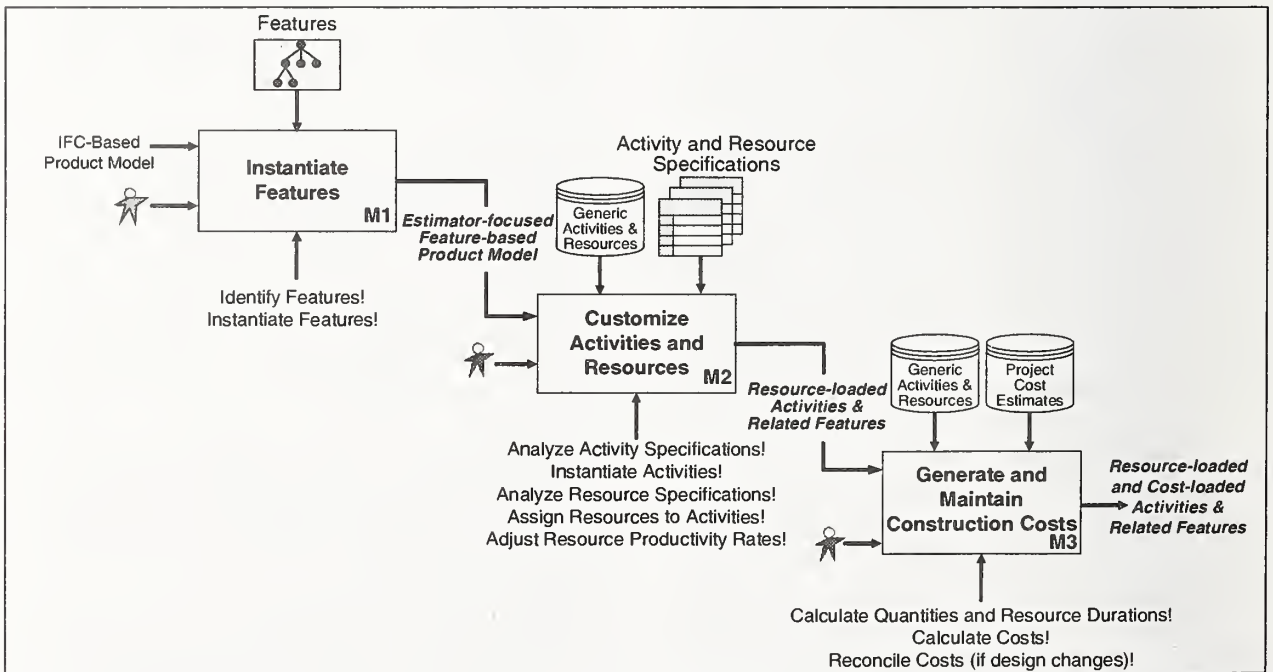 Features
IFC-Based
Product Model
Instantiate
Features
M1
Identify Features!
Instantiate Features!
Estimator-focused
Feature-based
Product Model
Generic
Activities &
Resources
Activity and Resource
Specifications
Customize
Activities and
Resources
M2
Analyze Activity Specifications!
Instantiate Activities!
Analyze Resource Specifications!
Assign Resources to Activities!
Adjust Resource Productivity Rates!
Resource-loaded
Activities &
Related Features
Generic
Activities &
Resources
Project
Cost
Estimates
Generate and
Maintain
Construction Costs
M3
Resource-loaded
and Cost-loaded
Activities &
Related Features
Calculate Quantities and Resource Durations!
Calculate Costs!
Reconcile Costs (if design changes)!